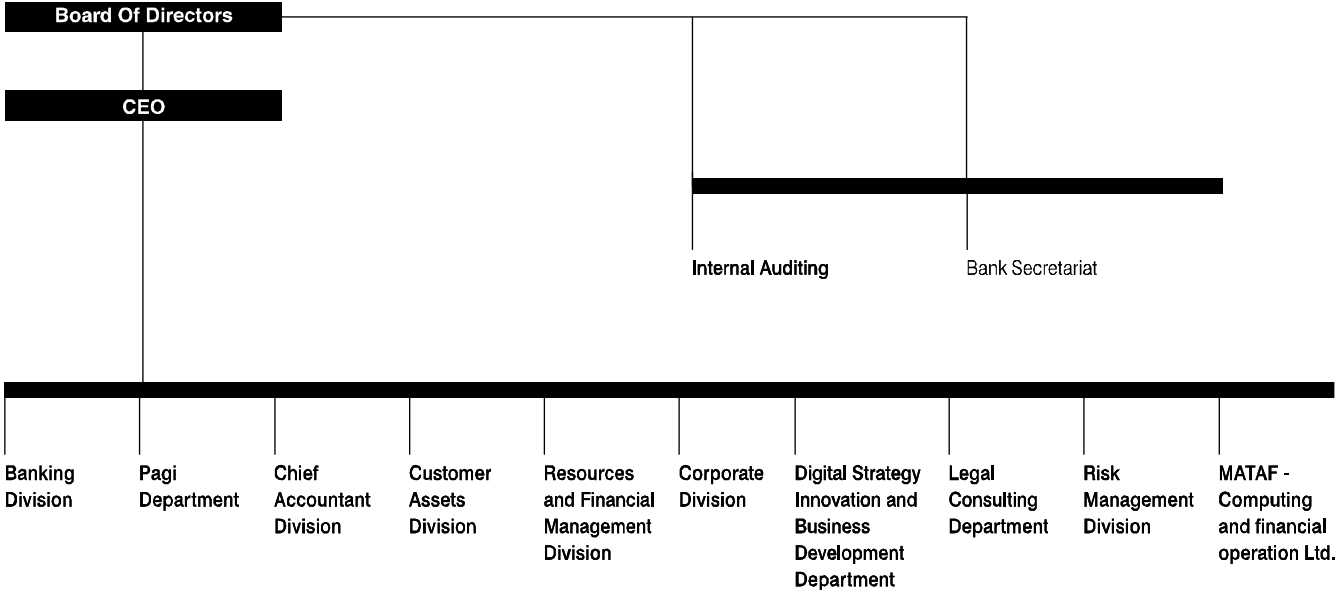 Board Of Directors
CEO
Internal Auditing
Bank Secretariat
Banking
Division
Pagi
Department
Chief
Accountant
Division
Customer
Assets
Division
Resources
and Financial
Management
Division
Corporate
Division
Digital Strategy
Innovation and
Business
Development
Department
Legal
Consulting
Department
Risk
Management
Division
MATAF -
Computing
and financial
operation Ltd.